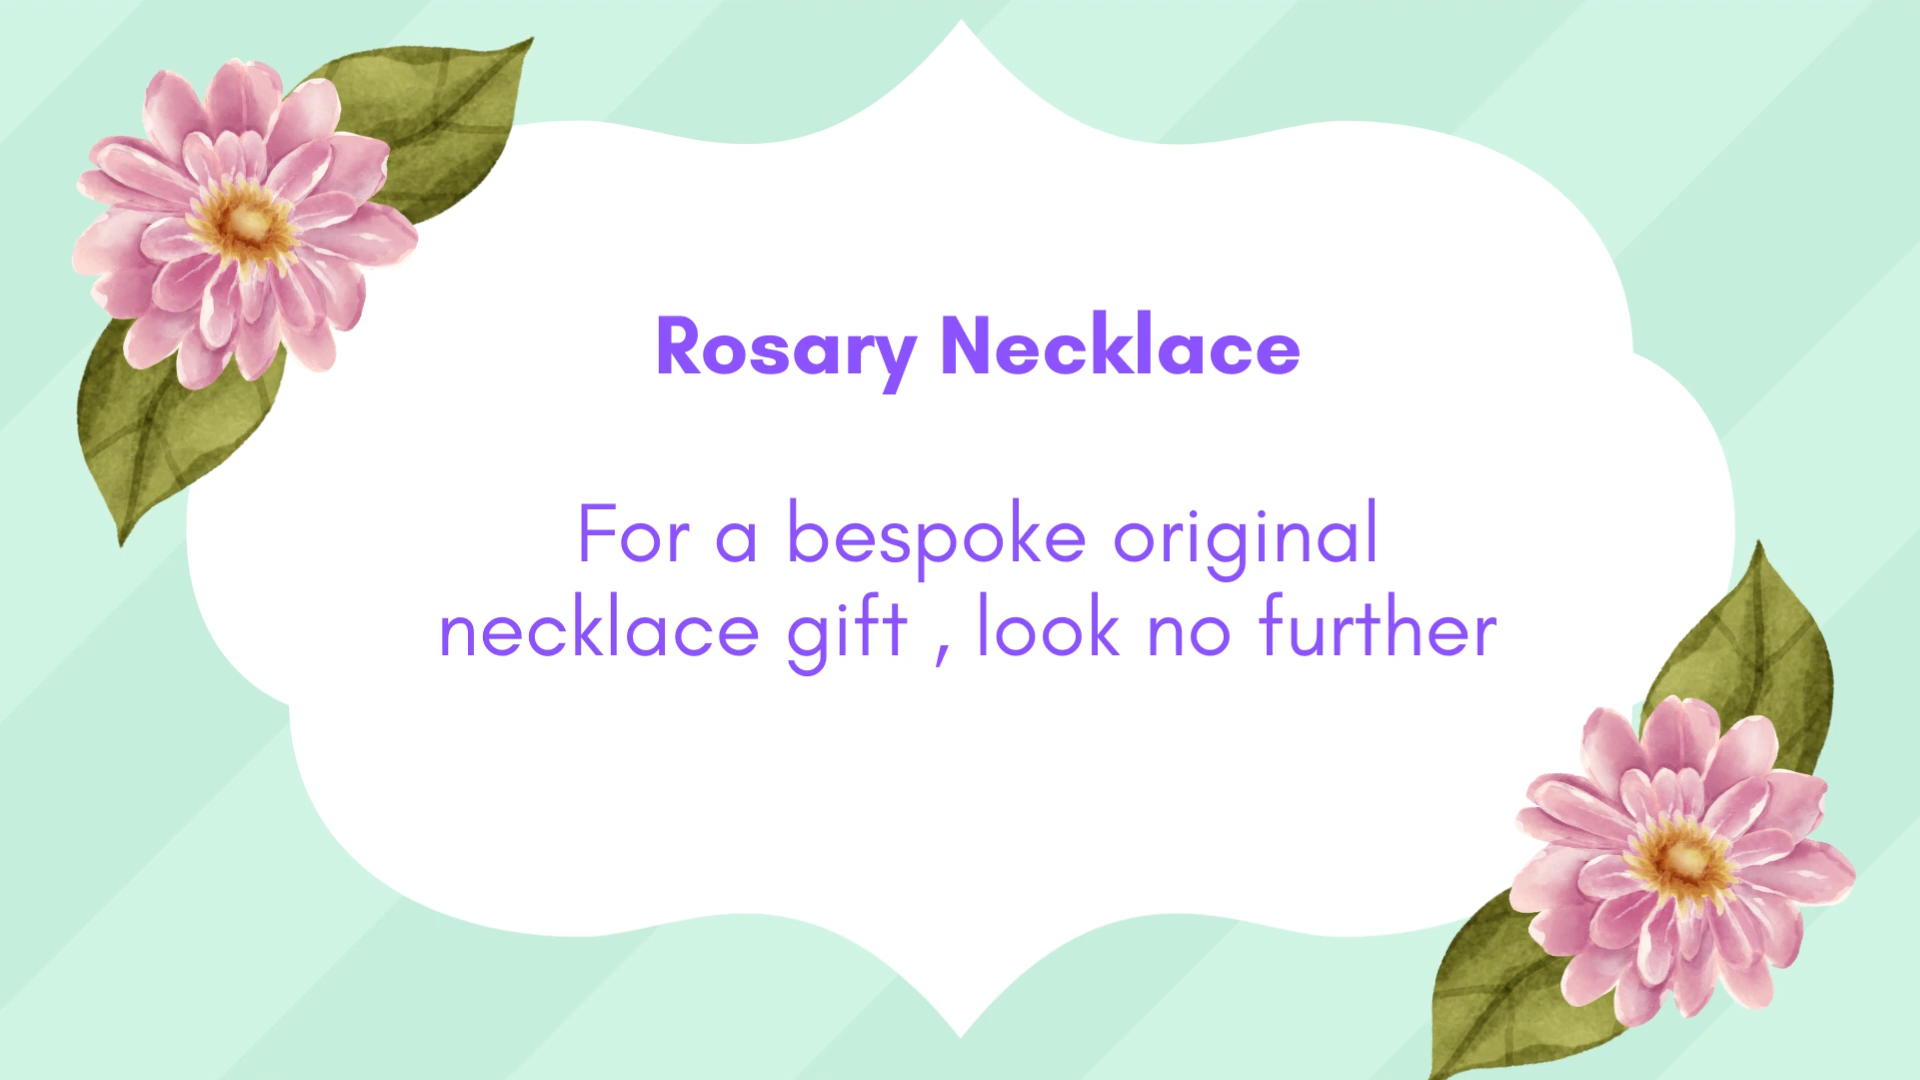 Rosary Necklace
For a bespoke original
necklace gift , look no further